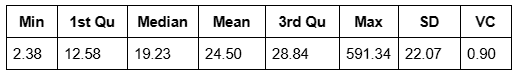 Min 1st Qu Median Mean 3rd Qu Max SD VC
2.38 12.58 19.23 24.50 28.84 591.34 22.07 0.90